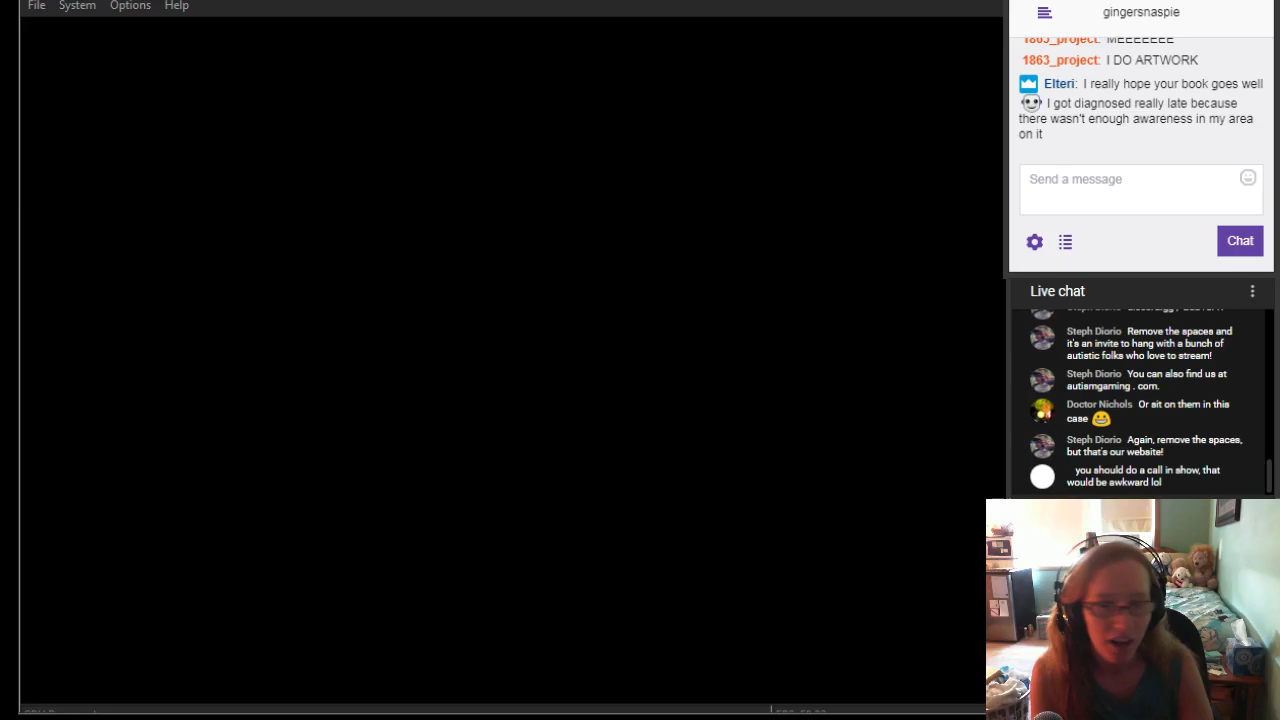 File System Options Help
gingersnaspie
1863_project: MEEEEEEE
1863_project: I DO ARTWORK
Elteri: I really hope your book goes well
I got diagnosed really late because
there wasn't enough awareness in my area
on it
Send a message
Chat
Live chat
Steph Diorio
Steph Diorio Remove the spaces and
it's an invite to hang with a bunch of
autistic folks who love to stream!
Steph Diorio You can also find us at
autismgaming . com.
Doctor Nichols Or sit on them in this
case
Steph Diorio Again, remove the spaces,
but that's our website!
you should do a call in show, that
would be awkward lol